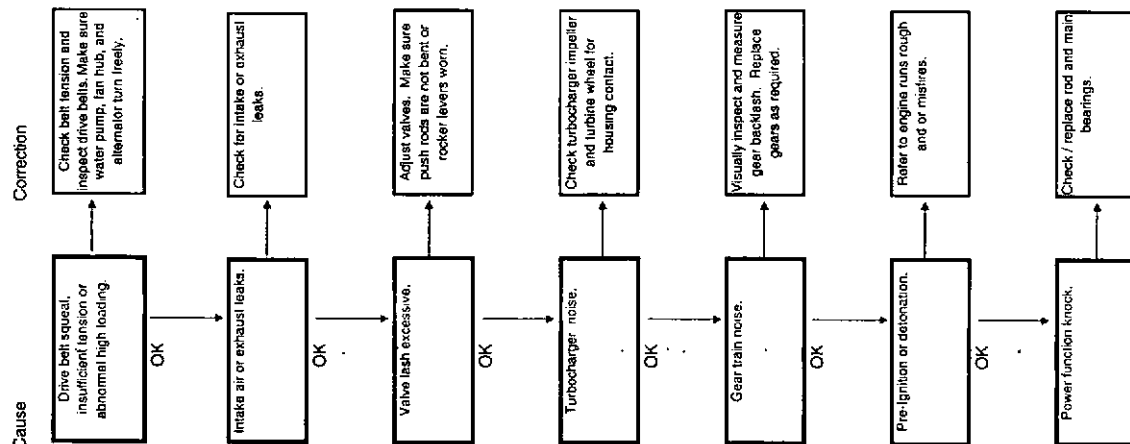 Cause
Correction
Drive belt squeal,
insufficient tension or
abnormal high loading.
Check belt tension and
inspect drive belts. Make sure
water pump, fan hub, and
alternator turn freely.
OK
Intake air or exhaust leaks.
Check for intake or exhaust
leaks.
OK
Valve lash excessive.
Adjust valves. Make sure
push rods are not bent or
rocker levers worn.
OK
Turbocharger noise.
Check turbocharger impeller
and turbine wheel for
housing contact.
OK
Gear train noise.
Visually inspect and measure
gear backlash. Replace
gears as required.
OK
Pre-Ignition or detonation.
Refer to engine runs rough
and or misfires.
OK
Power function knock.
Check / replace rod and main
bearings.